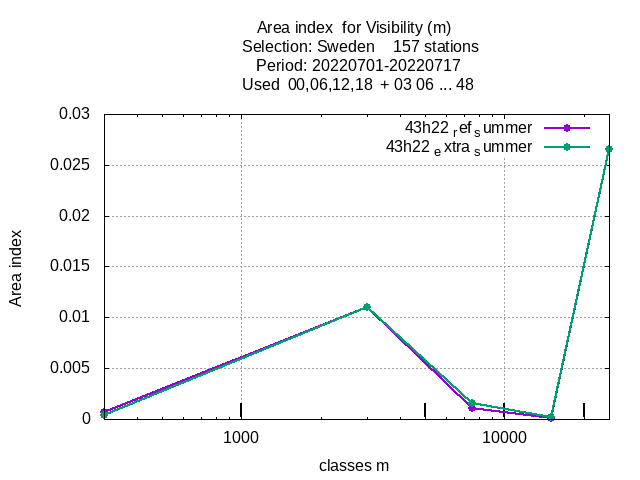 Area index  for Visibility (m)
Selection: Sweden    157 stations
Period: 20220701-20220717
Used  00,06,12,18  + 03 06 ... 48
0.03
0.025
0.02
0.015
0.01
0.005
0
Area index
43h22 ref summer
43h22 extra summer
1000
10000
classes m